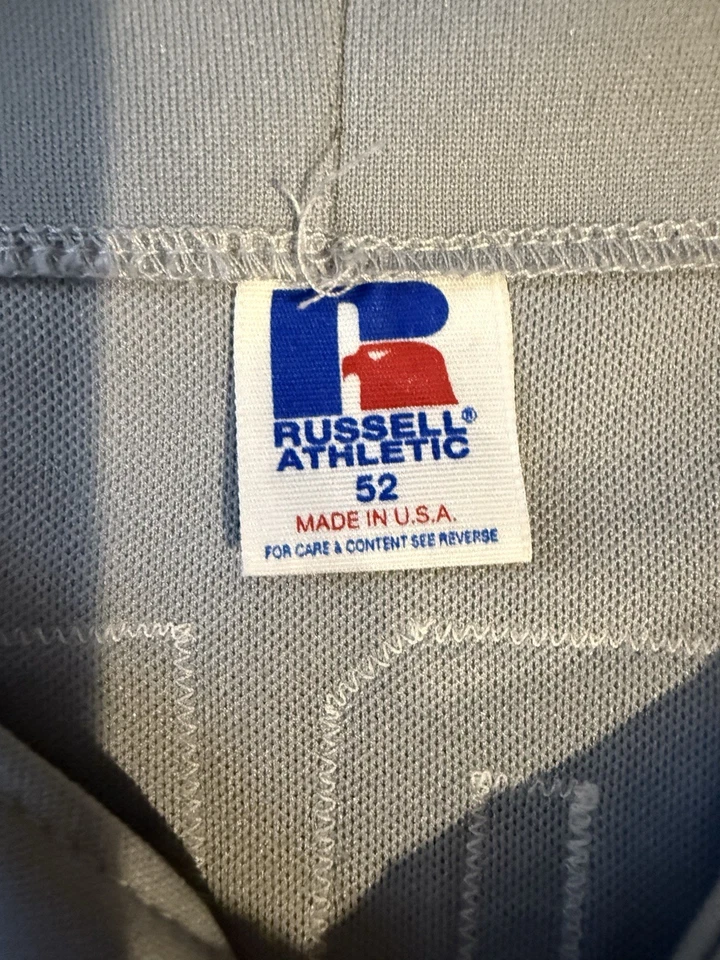 RUSSELL®
ATHLETIC
52
MADE IN U.S.A.
FOR CARE & CONTENT SEE REVERSE